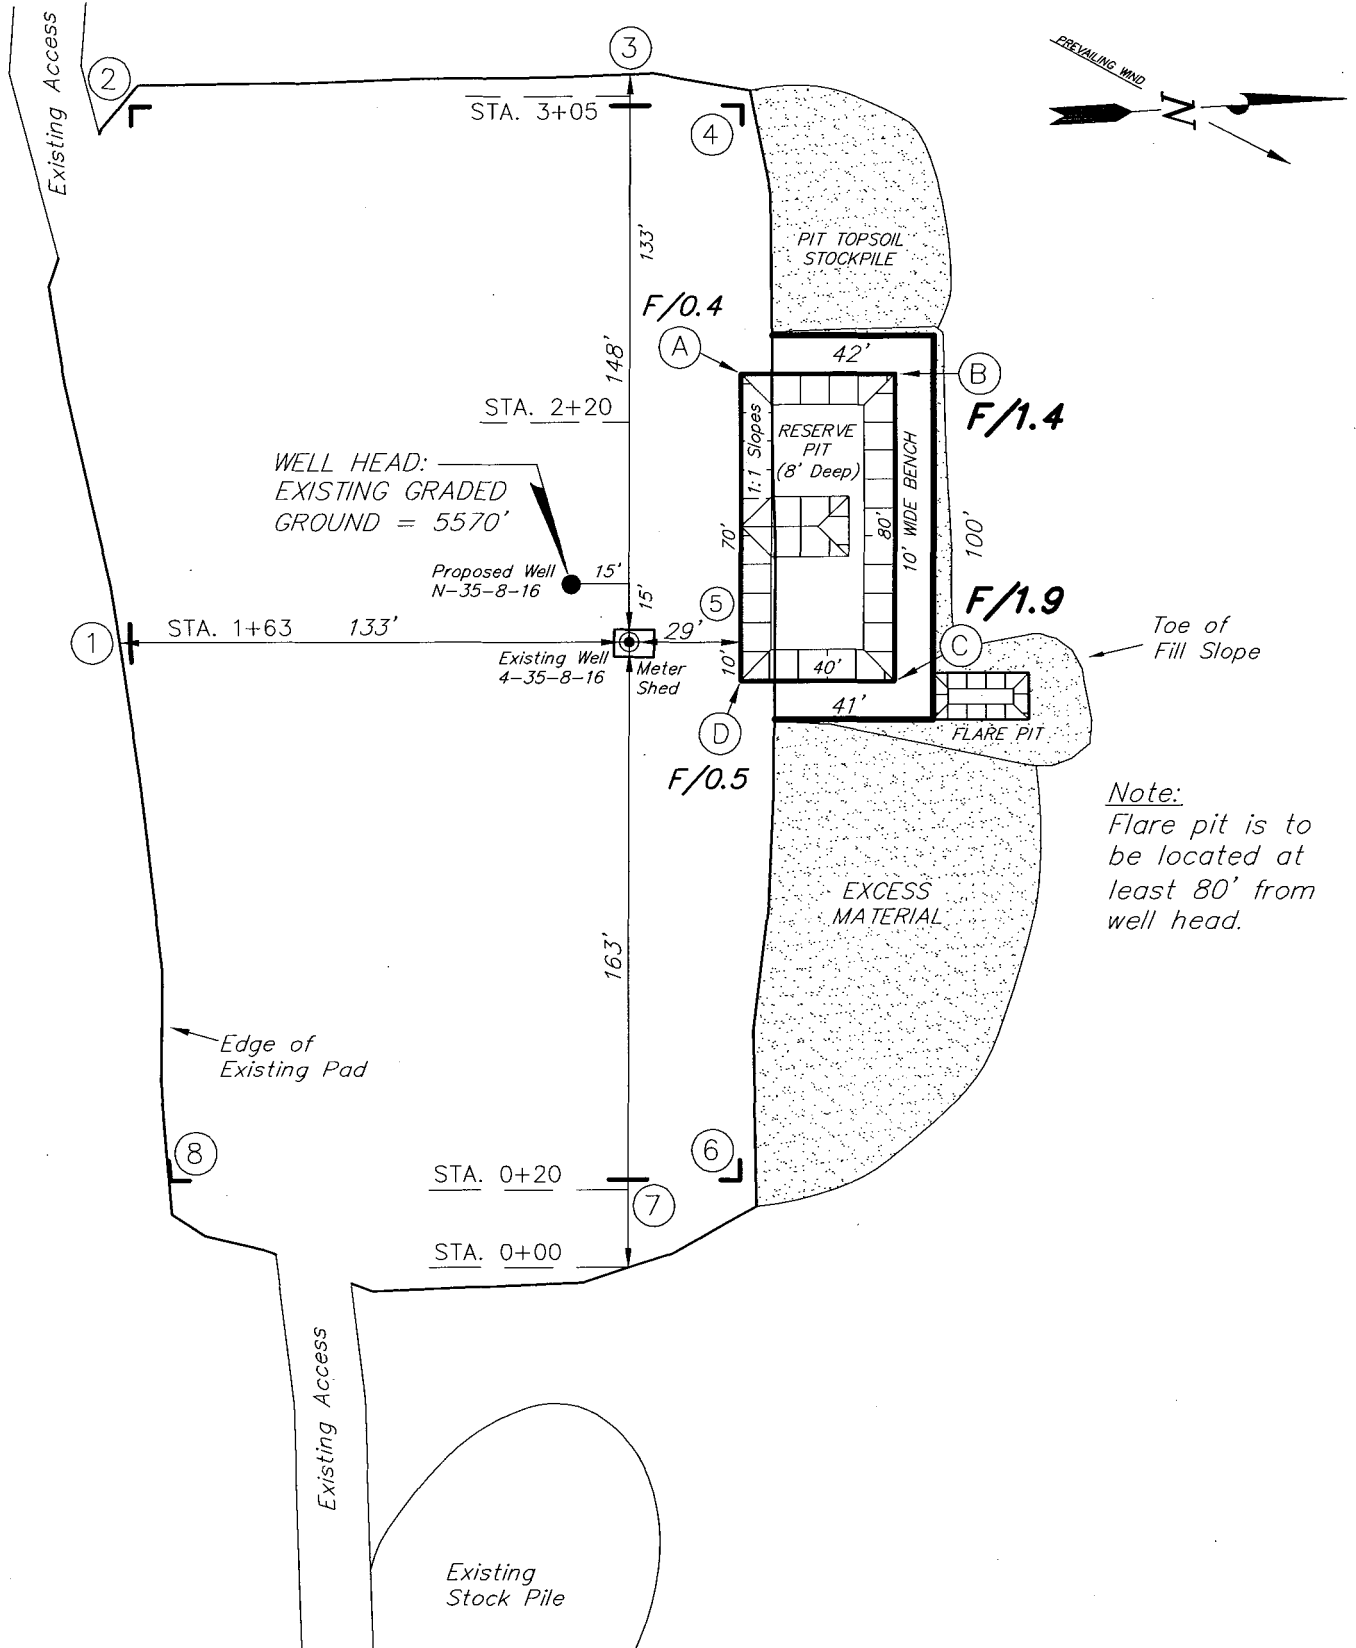 Existing Access
2
3
PREVAILING WIND
N
STA. 3+05
4
133'
PIT TOPSOIL
STOCKPILE
F/0.4
A
148'
42'
B
F/1.4
STA. 2+20
1:1 Slopes
RESERVE
PIT
(8' Deep)
WELL HEAD:
EXISTING GRADED
GROUND = 5570'
70'
80'
10' WIDE BENCH
100'
Proposed Well
N-35-8-16
15'
15'
5
F/1.9
1
STA. 1+63
133'
29'
Existing Well
4-35-8-16
Meter
Shed
10'
40'
C
Toe of
Fill Slope
D
41'
FLARE PIT
F/0.5
Note:
Flare pit is to
be located at
least 80' from
well head.
EXCESS
MATERIAL
163'
Edge of
Existing Pad
8
6
STA. 0+20
7
STA. 0+00
Existing Access
Existing
Stock Pile